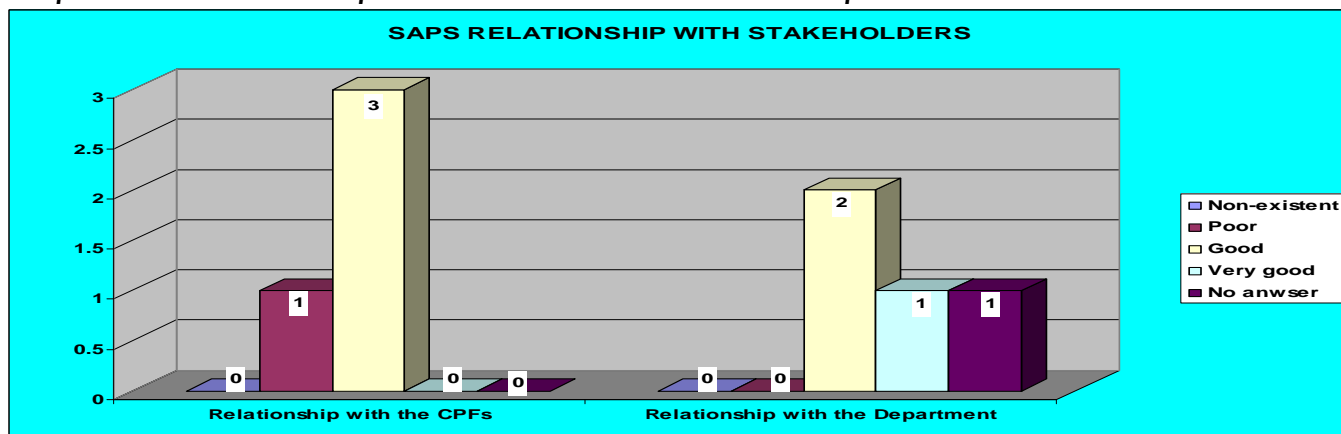 SAPS RELATIONSHIP WITH STAKEHOLDERS
3
2.5
2
1.5
1
0.5
0
0
1
3
0
0
0
0
2
1
1
Relationship with the CPFs
Relationship with the Department
Non-existent
Poor
Good
Very good
No anwser